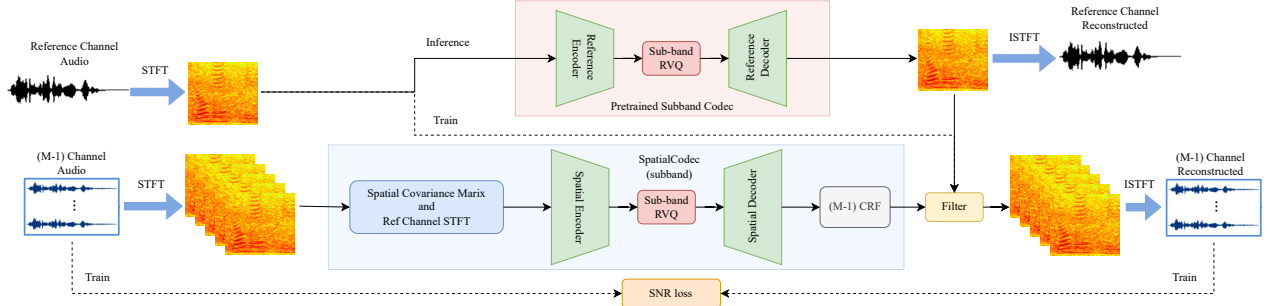 Reference Channel
Audio
STFT
Inference
Reference
Encoder
Sub-band
RVQ
Reference
Decoder
Pretrained Subband Codec
ISTFT
Reference Channel
Reconstructed
Train
(M-1) Channel
Audio
STFT
Spatial Covariance Marix
and
Ref Channel STFT
Spatial Encoder
SpatialCodec
(subband)
Sub-band
RVQ
Spatial Decoder
(M-1) CRF
Filter
ISTFT
(M-1) Channel
Reconstructed
Train
SNR loss
Train